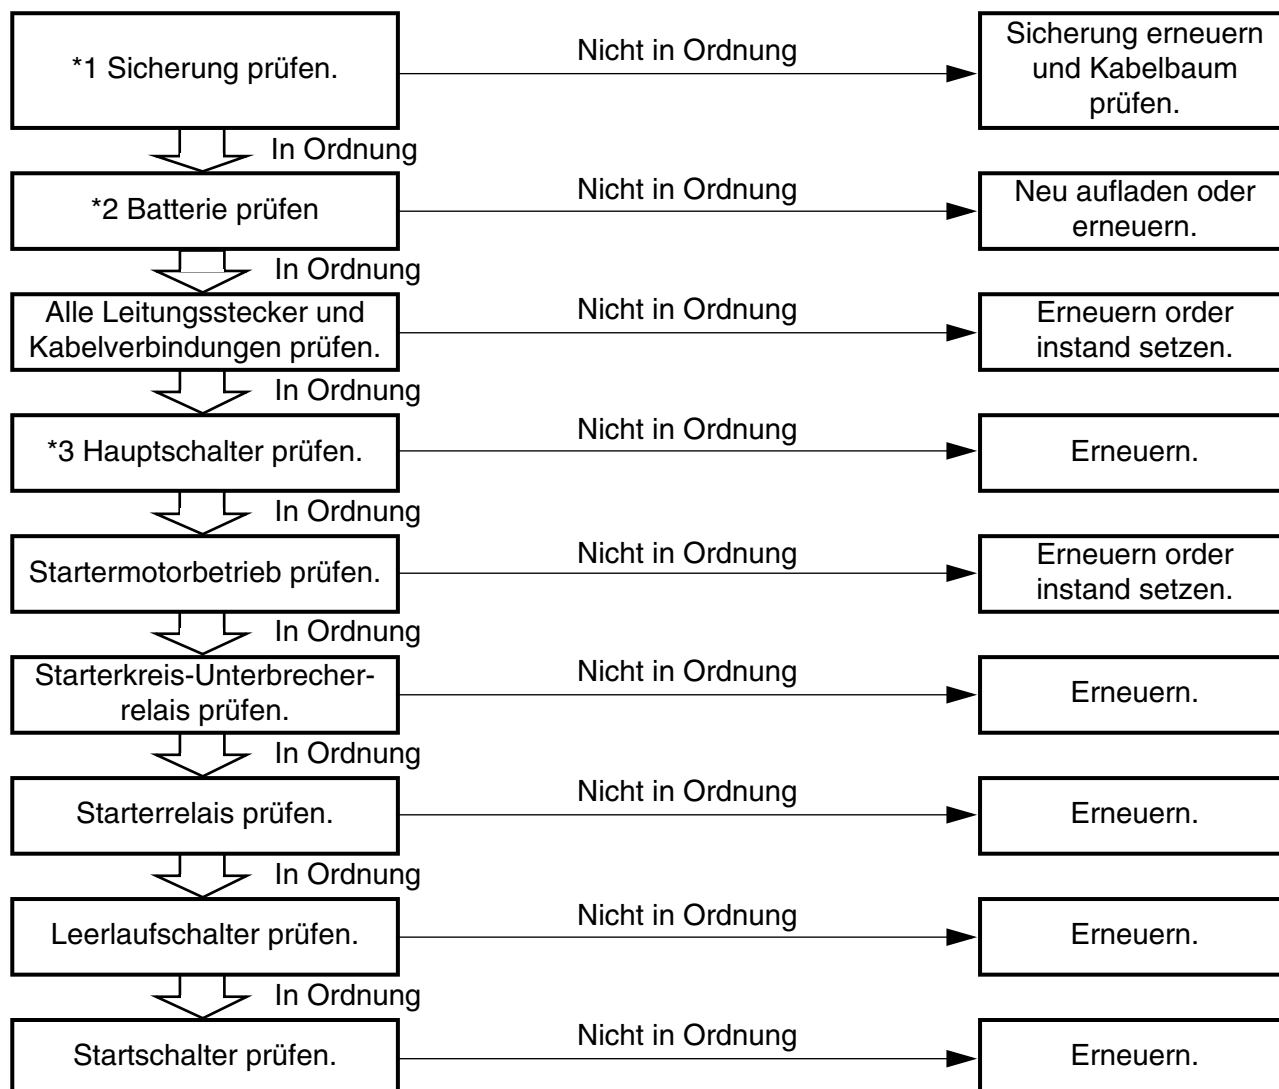 *1 Sicherung prüfen.
Nicht in Ordnung
Sicherung erneuern
und Kabelbaum
prüfen.
In Ordnung
*2 Batterie prüfen
Nicht in Ordnung
Neu aufladen oder
erneuern.
In Ordnung
Alle Leitungsstecker und
Kabelverbindungen prüfen.
Nicht in Ordnung
Erneuern order
instand setzen.
In Ordnung
*3 Hauptschalter prüfen.
Nicht in Ordnung
Erneuern.
In Ordnung
Startermotorbetrieb prüfen.
Nicht in Ordnung
Erneuern order
instand setzen.
In Ordnung
Starterkreis-Unterbrecher-
relais prüfen.
Nicht in Ordnung
Erneuern.
In Ordnung
Starterrelais prüfen.
Nicht in Ordnung
Erneuern.
In Ordnung
Leerlaufschalter prüfen.
Nicht in Ordnung
Erneuern.
In Ordnung
Startschalter prüfen.
Nicht in Ordnung
Erneuern.